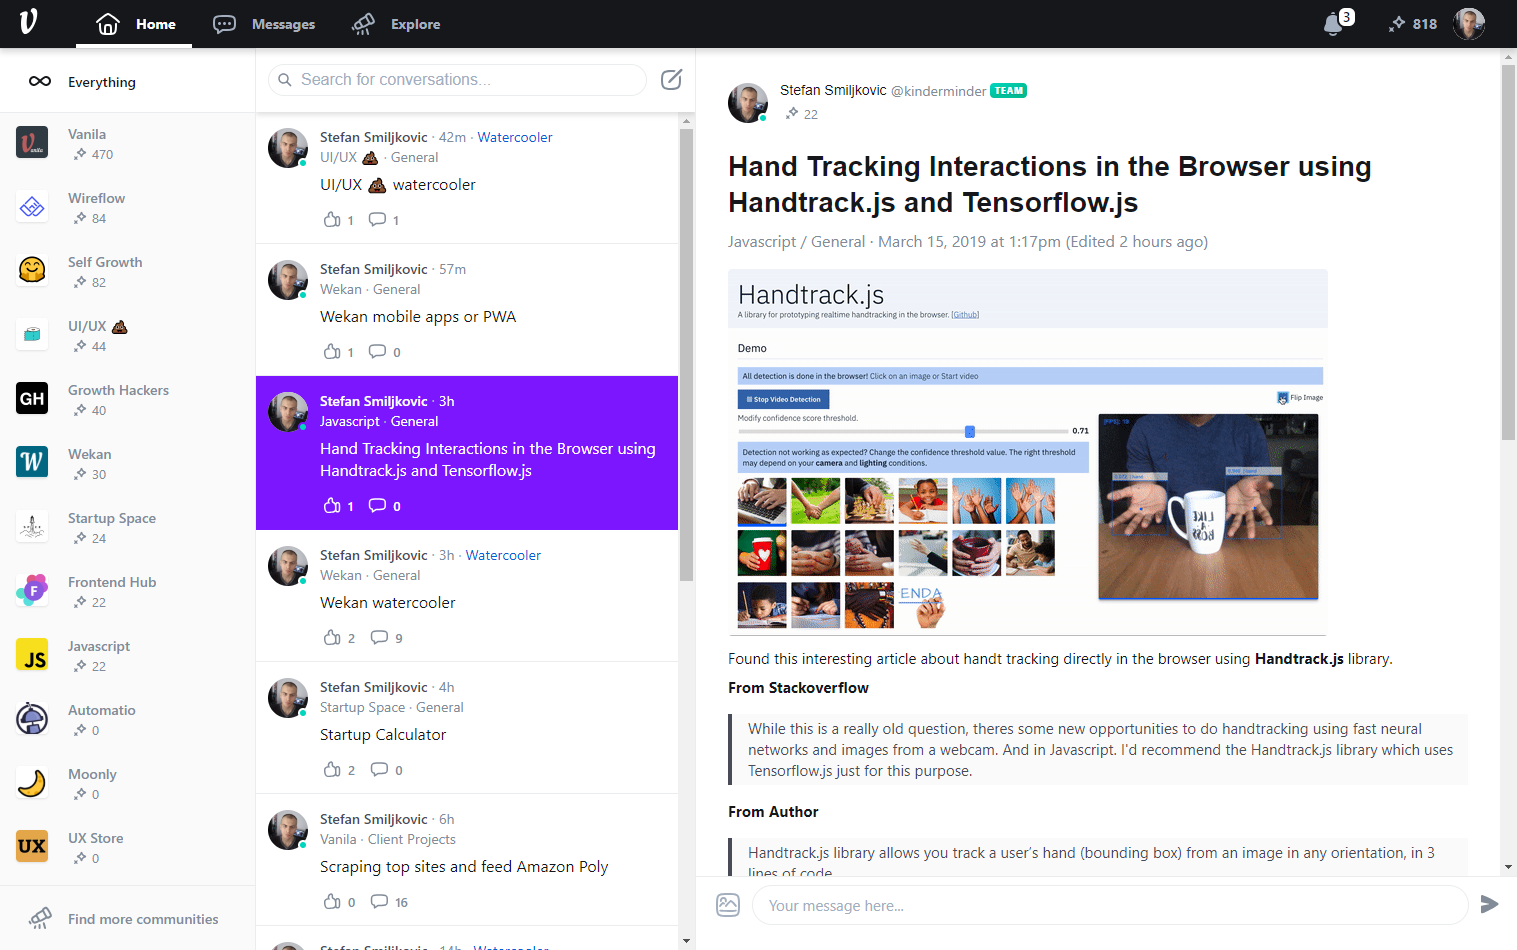 Home
Messages
Explore
3
818
Everything
Vanila
470
Wireflow
84
Self Growth
82
UI/UX 💩
44
GH
Growth Hackers
40
W
Wekan
30
Startup Space
24
F
Frontend Hub
22
JS
Javascript
22
Automatio
0
Moonly
0
UX
UX Store
0
Find more communities
Search for conversations...
Stefan Smiljkovic · 42m · Watercooler
UI/UX 💩 · General
UI/UX 💩 watercooler
1 1
Stefan Smiljkovic · 57m
Wekan · General
Wekan mobile apps or PWA
1 0
Stefan Smiljkovic · 3h
Javascript · General
Hand Tracking Interactions in the Browser using
Handtrack.js and Tensorflow.js
1 0
Stefan Smiljkovic · 3h · Watercooler
Wekan · General
Wekan watercooler
2 9
Stefan Smiljkovic · 4h
Startup Space · General
Startup Calculator
2 0
Stefan Smiljkovic · 6h
Vanila · Client Projects
Scraping top sites and feed Amazon Poly
0 16
Stefan Smiljkovic · 14h · Watercooler
Stefan Smiljkovic @kinderminder TEAM
22
Hand Tracking Interactions in the Browser using
Handtrack.js and Tensorflow.js
Javascript / General · March 15, 2019 at 1:17pm (Edited 2 hours ago)
Handtrack.js
A library for prototyping realtime handtracking in the browser. [Github]
Demo
All detection is done in the browser! Click on an image or Start video
Stop Video Detection
Flip Image
Modify confidence score threshold.
0.71
Detection not working as expected? Change the confidence threshold value. The right threshold
may depend on your camera and lighting conditions.
ENDA
Found this interesting article about handt tracking directly in the browser using Handtrack.js library.
From Stackoverflow
While this is a really old question, theres some new opportunities to do handtracking using fast neural
networks and images from a webcam. And in Javascript. I'd recommend the Handtrack.js library which uses
Tensorflow.js just for this purpose.
From Author
Handtrack.js library allows you track a user's hand (bounding box) from an image in any orientation, in 3
lines of code
Your message here...